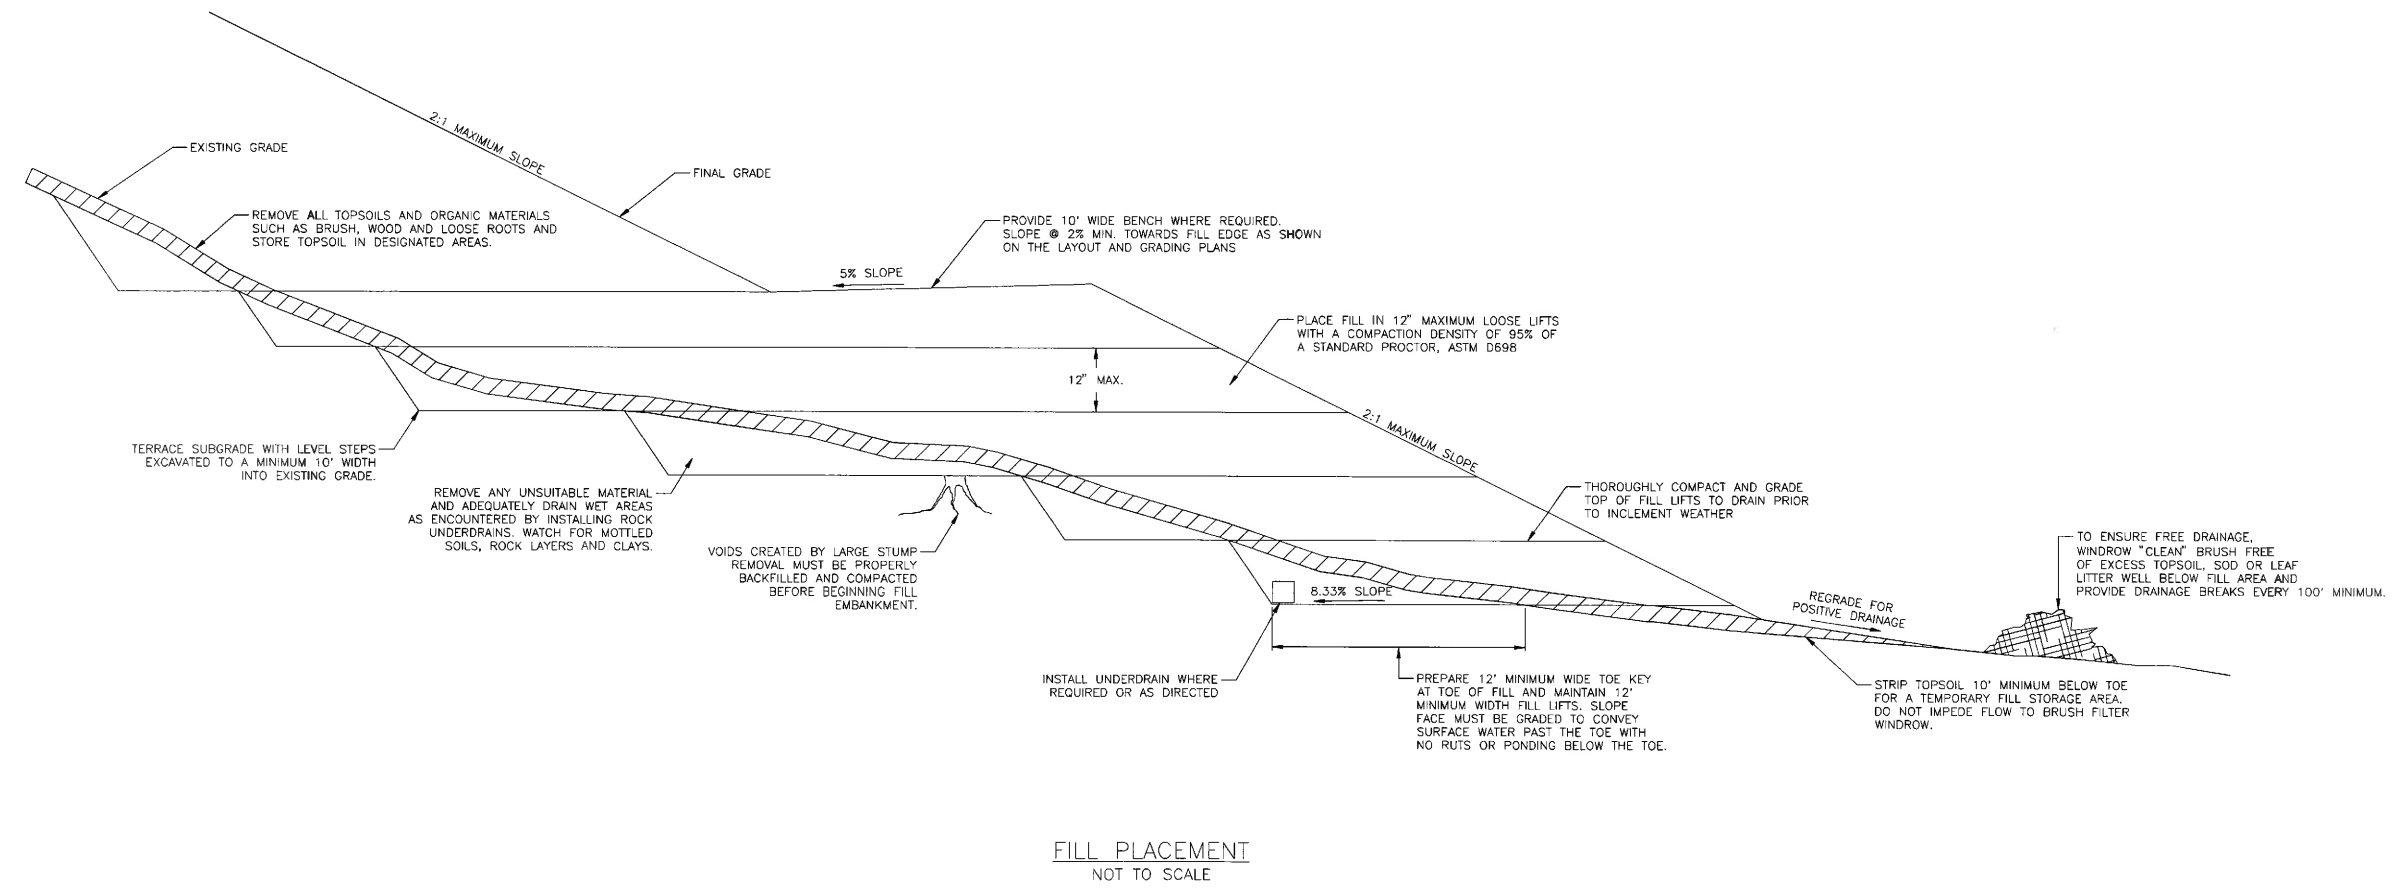 2:1 MAXIMUM SLOPE
EXISTING GRADE
FINAL GRADE
REMOVE ALL TOPSOILS AND ORGANIC MATERIALS
SUCH AS BRUSH, WOOD AND LOOSE ROOTS AND
STORE TOPSOIL IN DESIGNATED AREAS.
PROVIDE 10' WIDE BENCH WHERE REQUIRED.
SLOPE @ 2% MIN. TOWARDS FILL EDGE AS SHOWN
ON THE LAYOUT AND GRADING PLANS
5% SLOPE
PLACE FILL IN 12" MAXIMUM LOOSE LIFTS
WITH A COMPACTION DENSITY OF 95% OF
A STANDARD PROCTOR, ASTM D698
12" MAX.
2:1 MAXIMUM SLOPE
TERRACE SUBGRADE WITH LEVEL STEPS
EXCAVATED TO A MINIMUM 10' WIDTH
INTO EXISTING GRADE.
REMOVE ANY UNSUITABLE MATERIAL
AND ADEQUATELY DRAIN WET AREAS
AS ENCOUNTERED BY INSTALLING ROCK
UNDERDRAINS. WATCH FOR MOTTLED
SOILS, ROCK LAYERS AND CLAYS.
THOROUGHLY COMPACT AND GRADE
TOP OF FILL LIFTS TO DRAIN PRIOR
TO INCLEMENT WEATHER
VOIDS CREATED BY LARGE STUMP
REMOVAL MUST BE PROPERLY
BACKFILLED AND COMPACTED
BEFORE BEGINNING FILL
EMBANKMENT.
TO ENSURE FREE DRAINAGE,
WINDROW "CLEAN" BRUSH FREE
OF EXCESS TOPSOIL, SOD OR LEAF
LITTER WELL BELOW FILL AREA AND
PROVIDE DRAINAGE BREAKS EVERY 100' MINIMUM.
8.33% SLOPE
REGRADE FOR
POSITIVE DRAINAGE
INSTALL UNDERDRAIN WHERE
REQUIRED OR AS DIRECTED
PREPARE 12' MINIMUM WIDE TOE KEY
AT TOE OF FILL AND MAINTAIN 12'
MINIMUM WIDTH FILL LIFTS. SLOPE
FACE MUST BE GRADED TO CONVEY
SURFACE WATER PAST THE TOE WITH
NO RUTS OR PONDING BELOW THE TOE.
STRIP TOPSOIL 10' MINIMUM BELOW TOE
FOR A TEMPORARY FILL STORAGE AREA.
DO NOT IMPEDE FLOW TO BRUSH FILTER
WINDROW.
FILL PLACEMENT
NOT TO SCALE